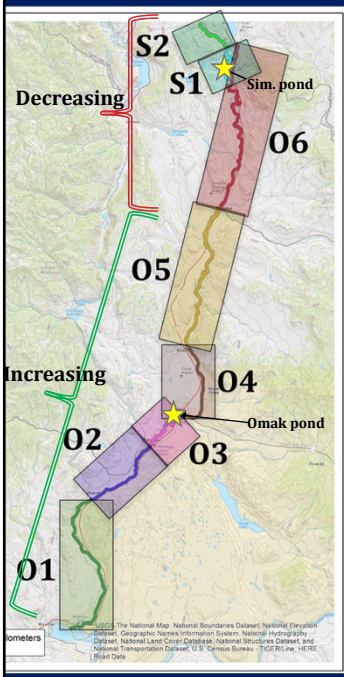 S2
S1
Sim. pond
Decreasing
O6
O5
Increasing
O4
Omak pond
O2
O3
O1
lometers
USGS The National Map: National Boundaries Dataset, National Elevation
Dataset, Geographic Names Information System, National Hydrography
Dataset, National Land Cover Database, National Structures Dataset, and
National Transportation Dataset; U.S. Census Bureau - TIGER/Line; HERE
Road Data